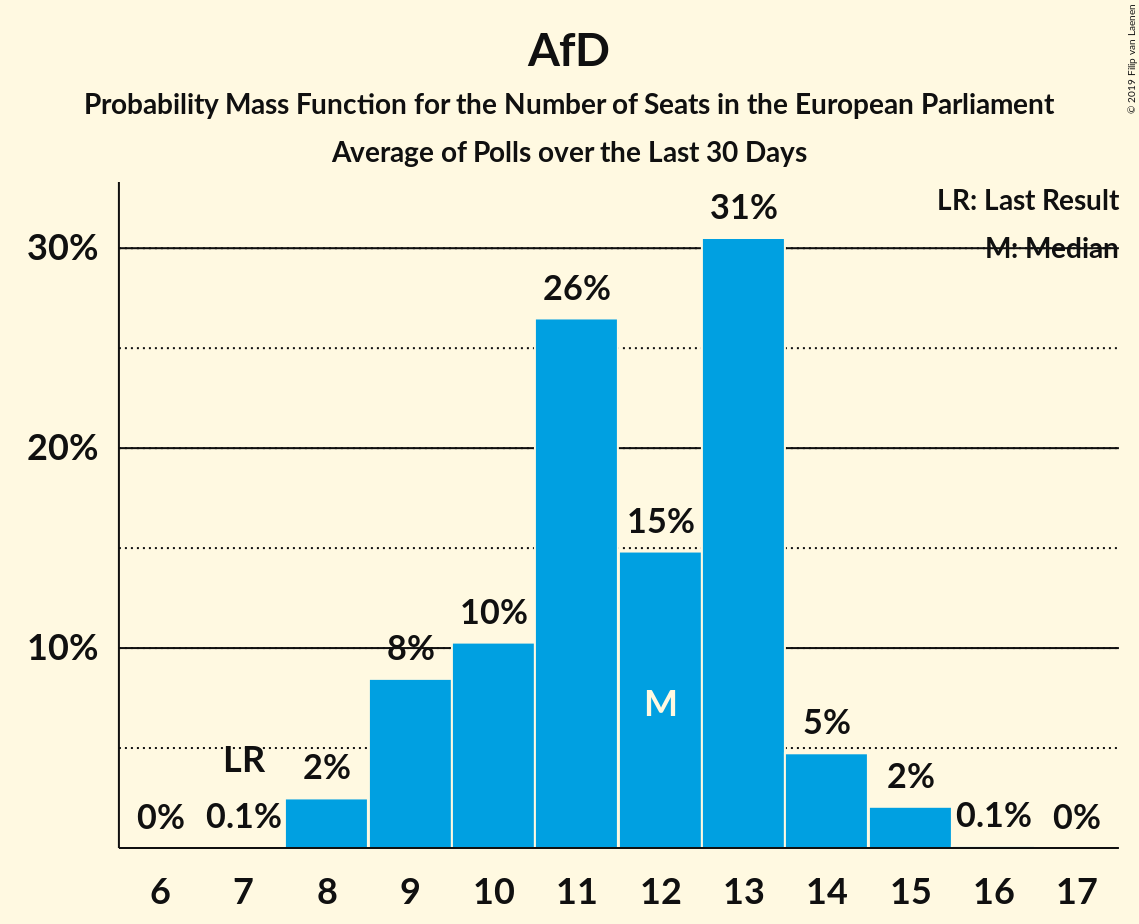 AfD
Probability Mass Function for the Number of Seats in the European Parliament
Average of Polls over the Last 30 Days
© 2019 Filip van Laenen
LR: Last Result
M: Median
30%
20%
10%
0%
LR
0.1%
2%
8%
10%
26%
15%
M
31%
5%
2%
0.1%
0%
6 7 8 9 10 11 12 13 14 15 16 17